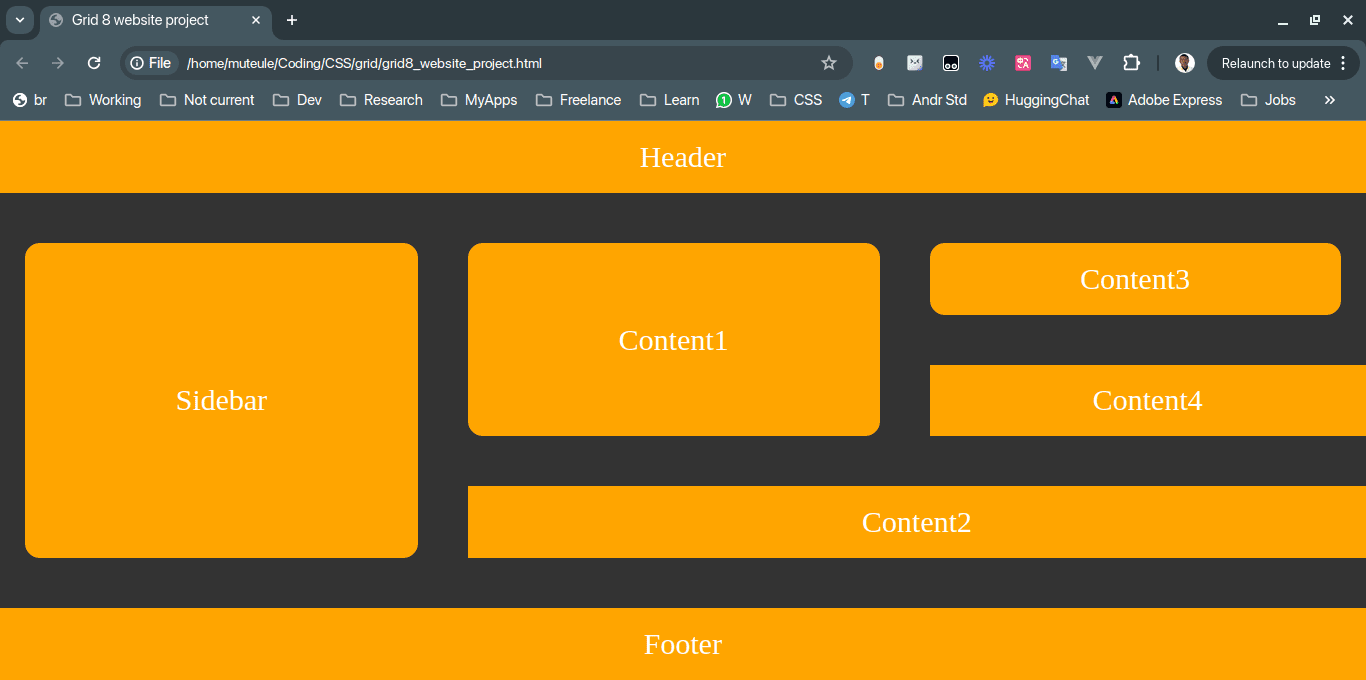 Grid 8 website project
File /home/muteule/Coding/CSS/grid/grid8_website_project.html Relaunch to update
br Working Not current Dev Research MyApps Freelance Learn 1 W CSS T Andr Std HuggingChat Adobe Express Jobs
Header
Content3
Content1
Sidebar
Content4
Content2
Footer